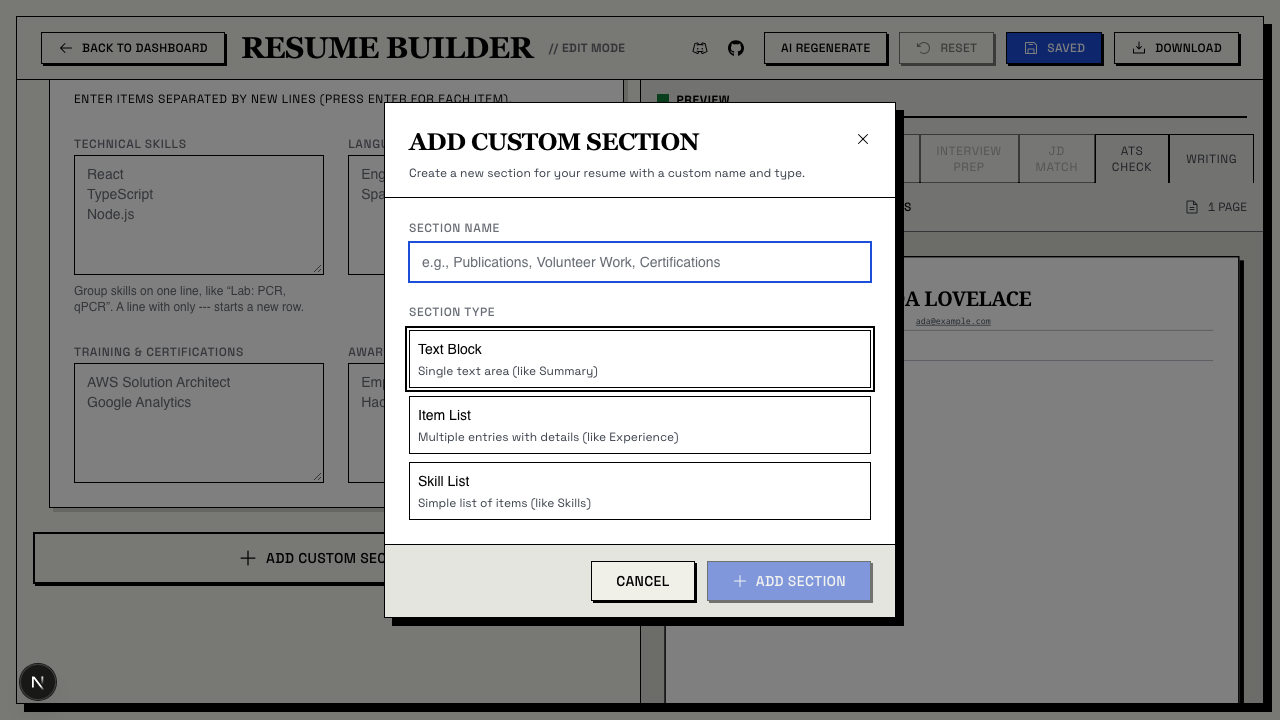 BACK TO DASHBOARD
RESUME BUILDER
// EDIT MODE
AI REGENERATE
RESET
SAVED
DOWNLOAD
ENTER ITEMS SEPARATED BY NEW LINES (PRESS ENTER FOR EACH ITEM).
PREVIEW
TECHNICAL SKILLS
React
TypeScript
Node.js
Group skills on one line, like “Lab: PCR,
qPCR”. A line with only --- starts a new row.
TRAINING & CERTIFICATIONS
AWS Solution Architect
Google Analytics
ADD CUSTOM SEC
ADD CUSTOM SECTION
Create a new section for your resume with a custom name and type.
SECTION NAME
e.g., Publications, Volunteer Work, Certifications
SECTION TYPE
Text Block
Single text area (like Summary)
Item List
Multiple entries with details (like Experience)
Skill List
Simple list of items (like Skills)
CANCEL
ADD SECTION
INTERVIEW
PREP
JD
MATCH
ATS
CHECK
WRITING
1 PAGE
LOVELACE
ada@example.com